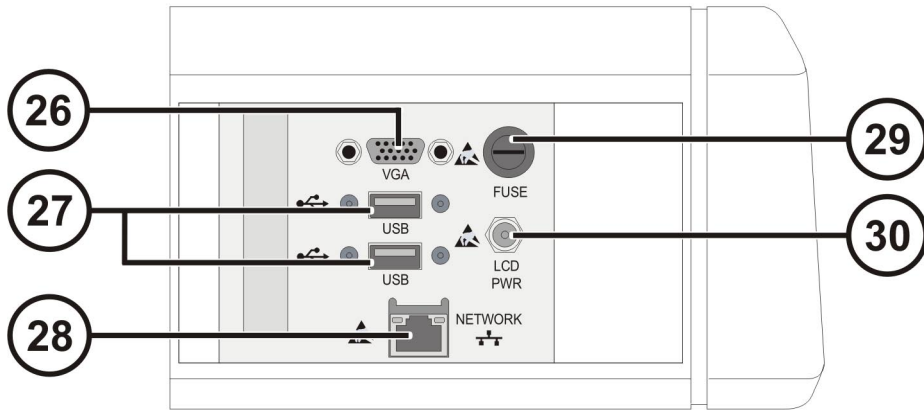 26
VGA
29
FUSE
27
USB
30
USB
LCD
PWR
28
NETWORK